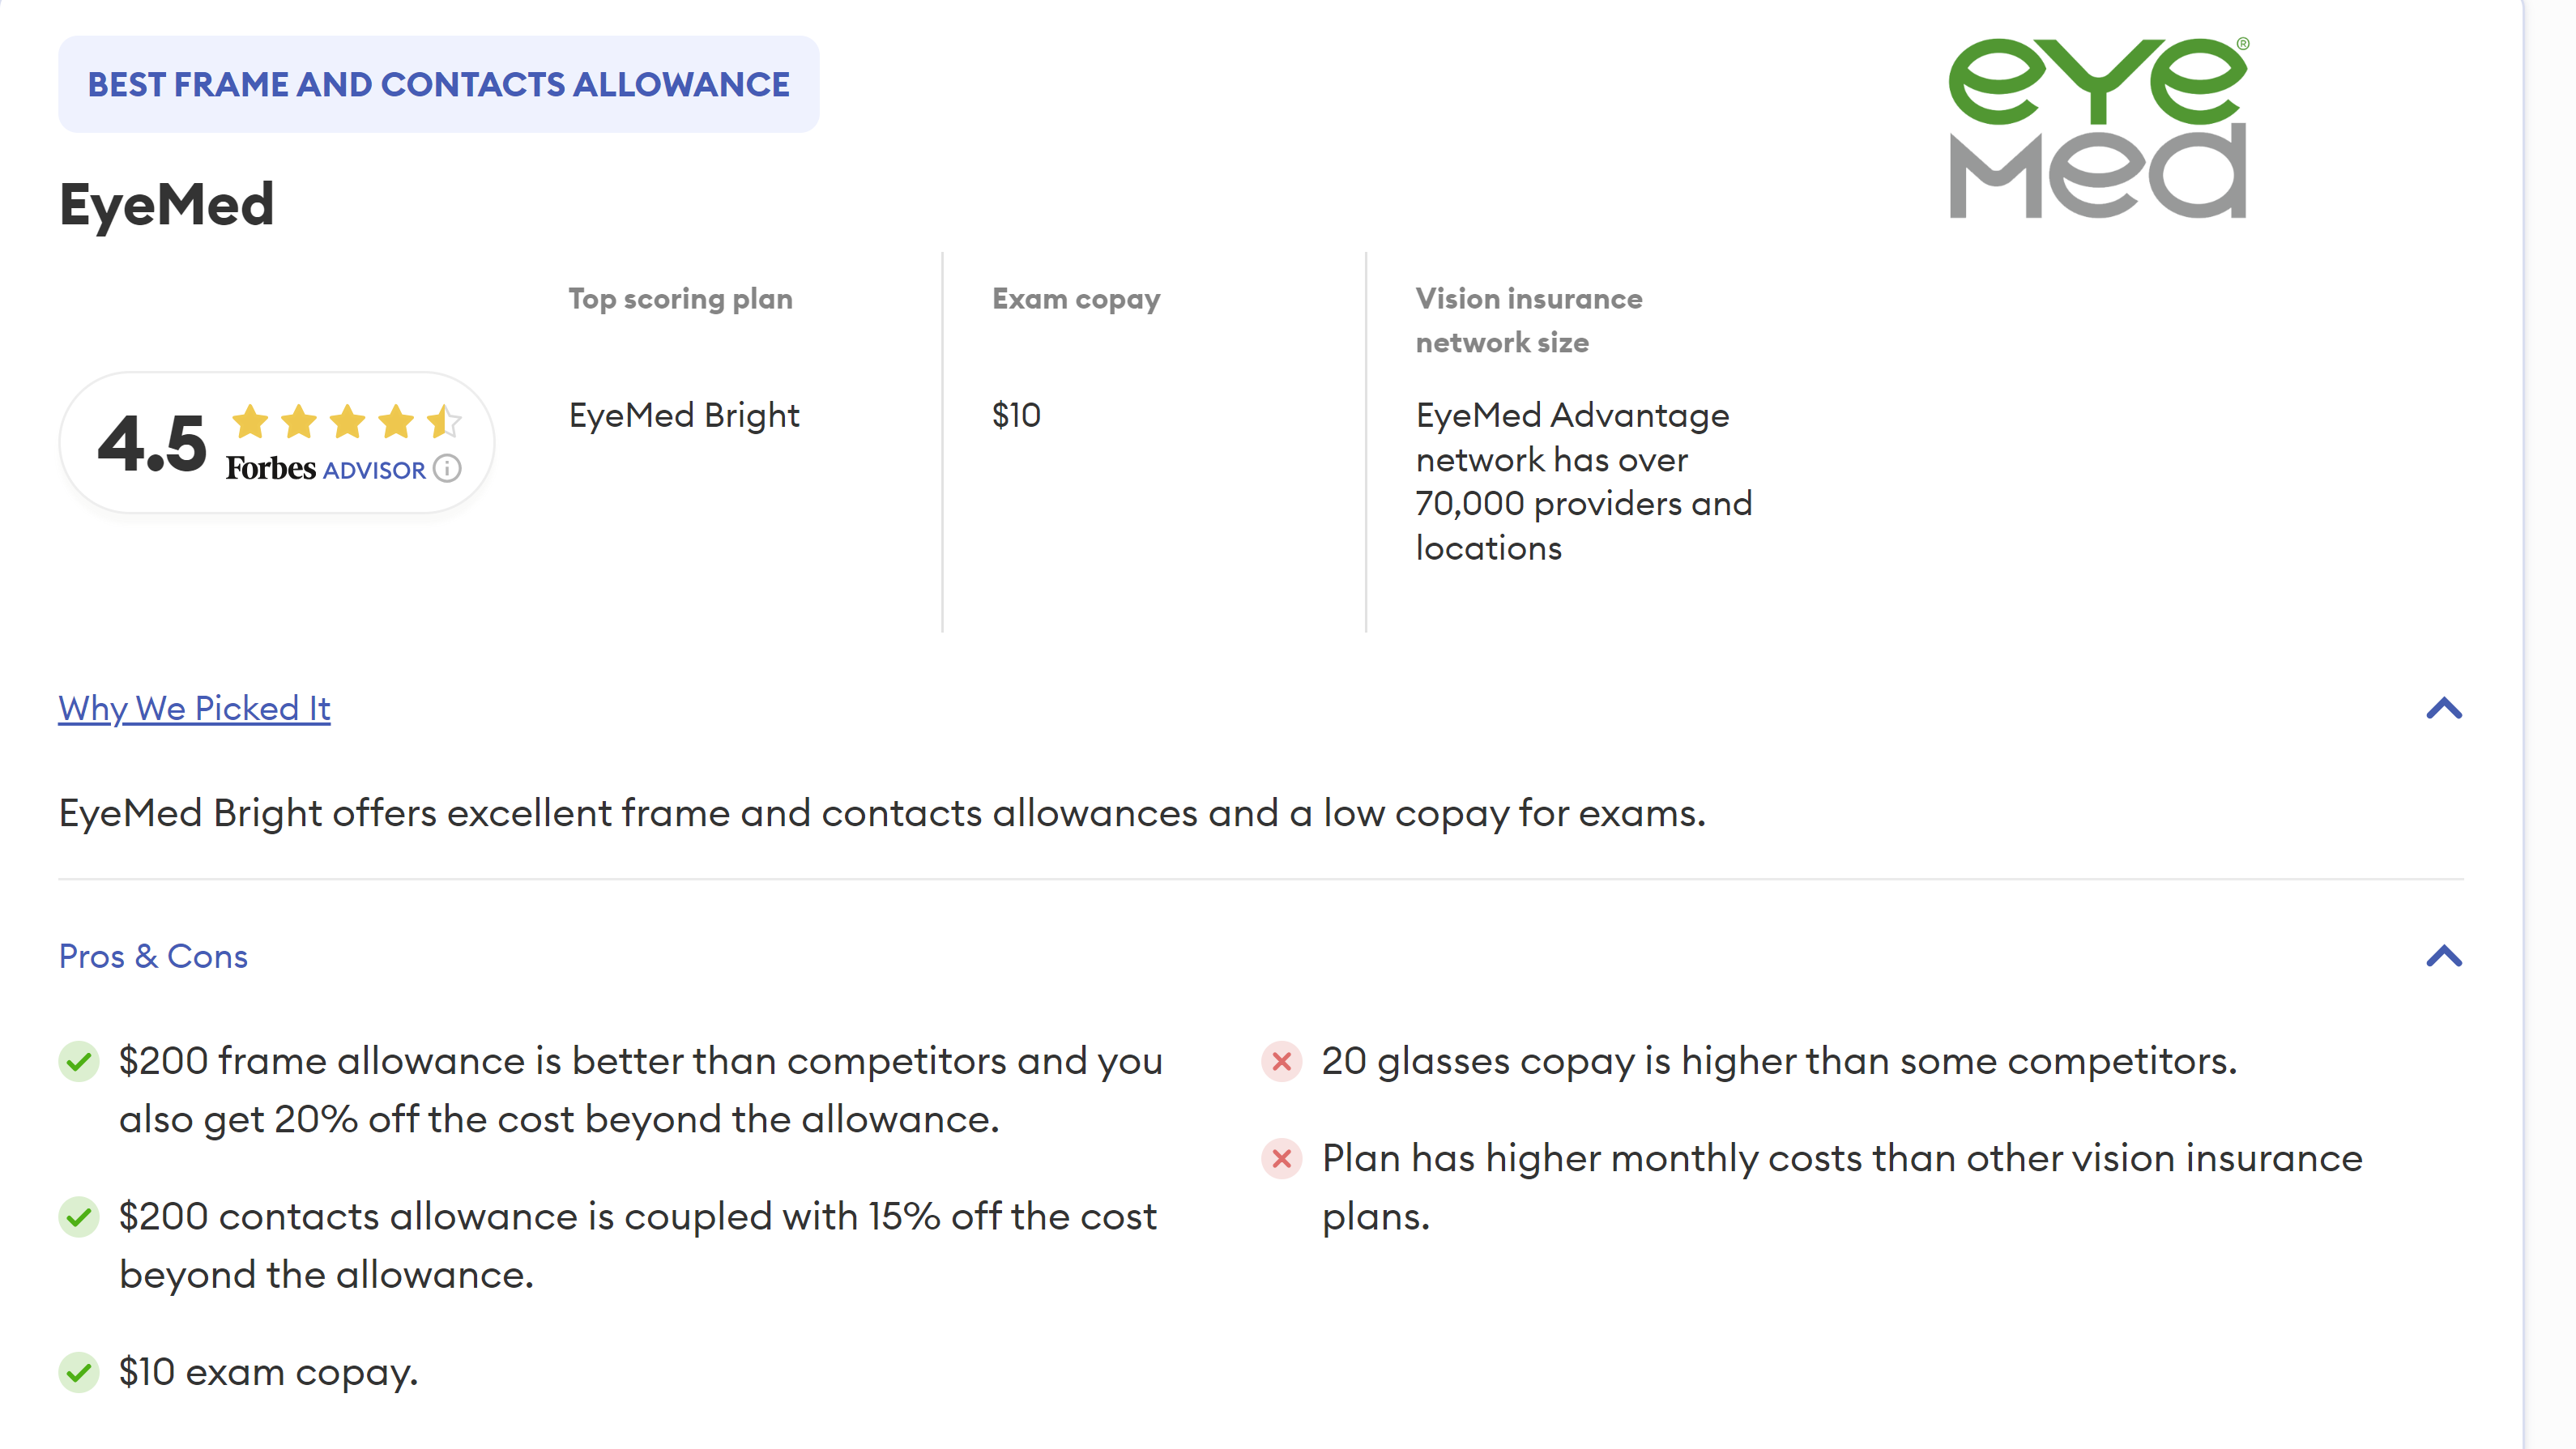 BEST FRAME AND CONTACTS ALLOWANCE
eye®
med
EyeMed
Top scoring plan
EyeMed Bright
Exam copay
$10
Vision insurance
network size
EyeMed Advantage
network has over
70,000 providers and
locations
4.5
Forbes ADVISOR
Why We Picked It
EyeMed Bright offers excellent frame and contacts allowances and a low copay for exams.
Pros & Cons
$200 frame allowance is better than competitors and you
also get 20% off the cost beyond the allowance.
$200 contacts allowance is coupled with 15% off the cost
beyond the allowance.
$10 exam copay.
20 glasses copay is higher than some competitors.
Plan has higher monthly costs than other vision insurance
plans.